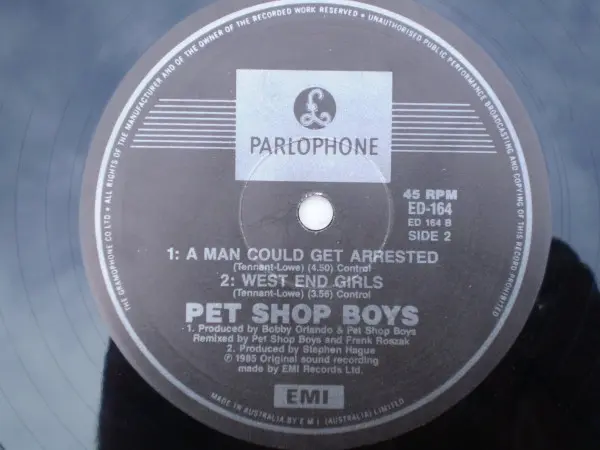 ALL RIGHTS OF THE MANUFACTURER AND OF THE OWNER OF THE RECORDED WORK RESERVED • UNAUTHORISED PUBLIC PERFORMANCE BROADCASTING AND COPYING OF THIS RECORD PROHIBITED
THE GRAMOPHONE CO LTD •
£
PARLOPHONE
45 RPM
ED-164
ED 164 B
SIDE 2
1: A MAN COULD GET ARRESTED
(Tennant-Lowe) (4.50) Control
2: WEST END GIRLS
(Tennant-Lowe) (3.56) Control
PET SHOP BOYS
1. Produced by Bobby Orlando & Pet Shop Boys
Remixed by Pet Shop Boys and Frank Roszak
2. Produced by Stephen Hague
℗ 1985 Original sound recording
made by EMI Records Ltd.
EMI
MADE IN AUSTRALIA BY E M I (AUSTRALIA) LIMITED